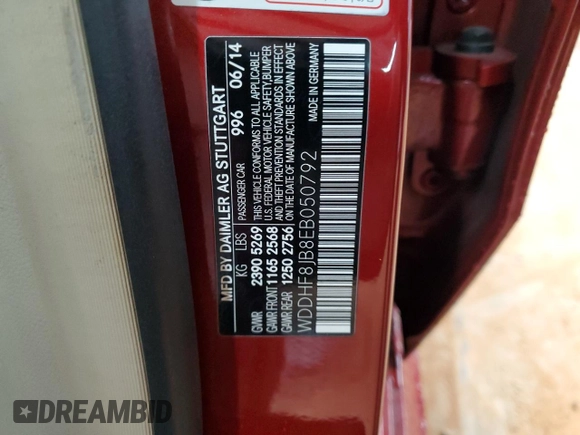 MFD BY DAIMLER AG STUTTGART
PASSENGER CAR 996 06/14
KG LBS
GVWR 2390 5269
GAWR FRONT 1165 2568
GAWR REAR 1250 2756
THIS VEHICLE CONFORMS TO ALL APPLICABLE
U.S. FEDERAL MOTOR VEHICLE SAFETY, BUMPER
AND THEFT PREVENTION STANDARDS IN EFFECT
ON THE DATE OF MANUFACTURE SHOWN ABOVE
MADE IN GERMANY
WDDHF8JB8EB050792
DREAMBID